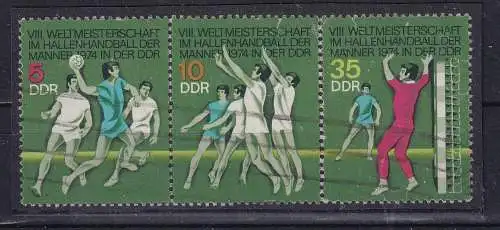 VIII. WELTMEISTERSCHAFT
IM HALLENHANDBALL DER
MÄNNER 1974 IN DER DDR
5
DDR
VIII. WELTMEISTERSCHAFT
IM HALLENHANDBALL DER
MÄNNER 1974 IN DER DDR
10
DDR
VIII. WELTMEISTERSCHAFT
IM HALLENHANDBALL DER
MÄNNER 1974 IN DER DDR
35
DDR